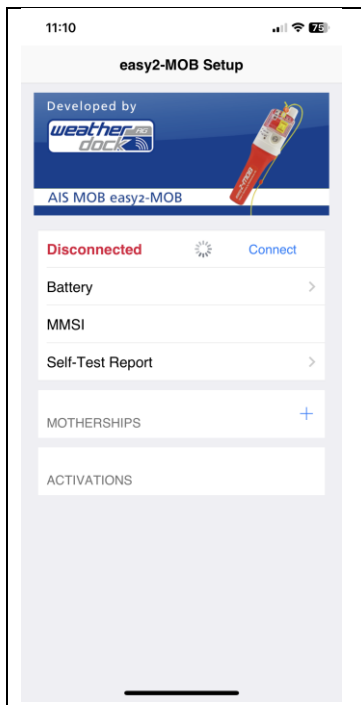 11:10
75
easy2-MOB Setup
Developed by
weather AG
dock
AIS MOB easy2-MOB
Disconnected Connect
Battery
MMSI
Self-Test Report
MOTHERSHIPS
ACTIVATIONS